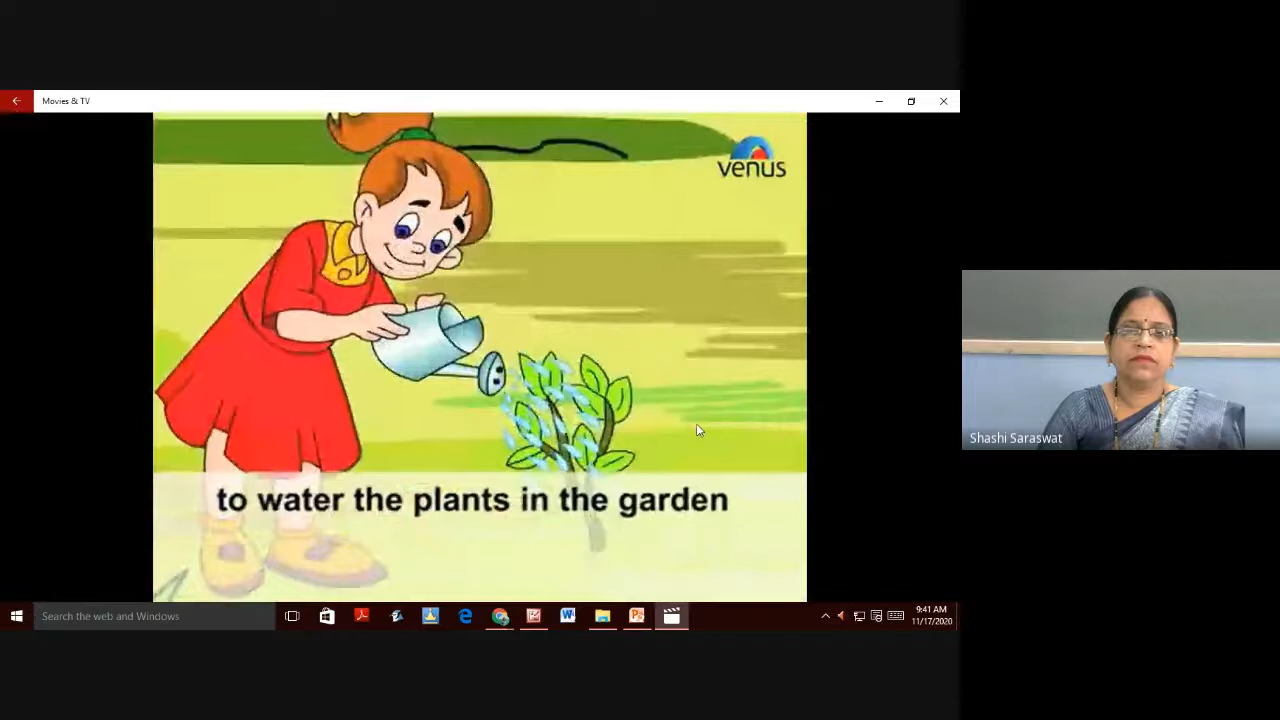 Movies & TV
venus
to water the plants in the garden
Shashi Saraswat
Search the web and Windows
9:41 AM
11/17/2020